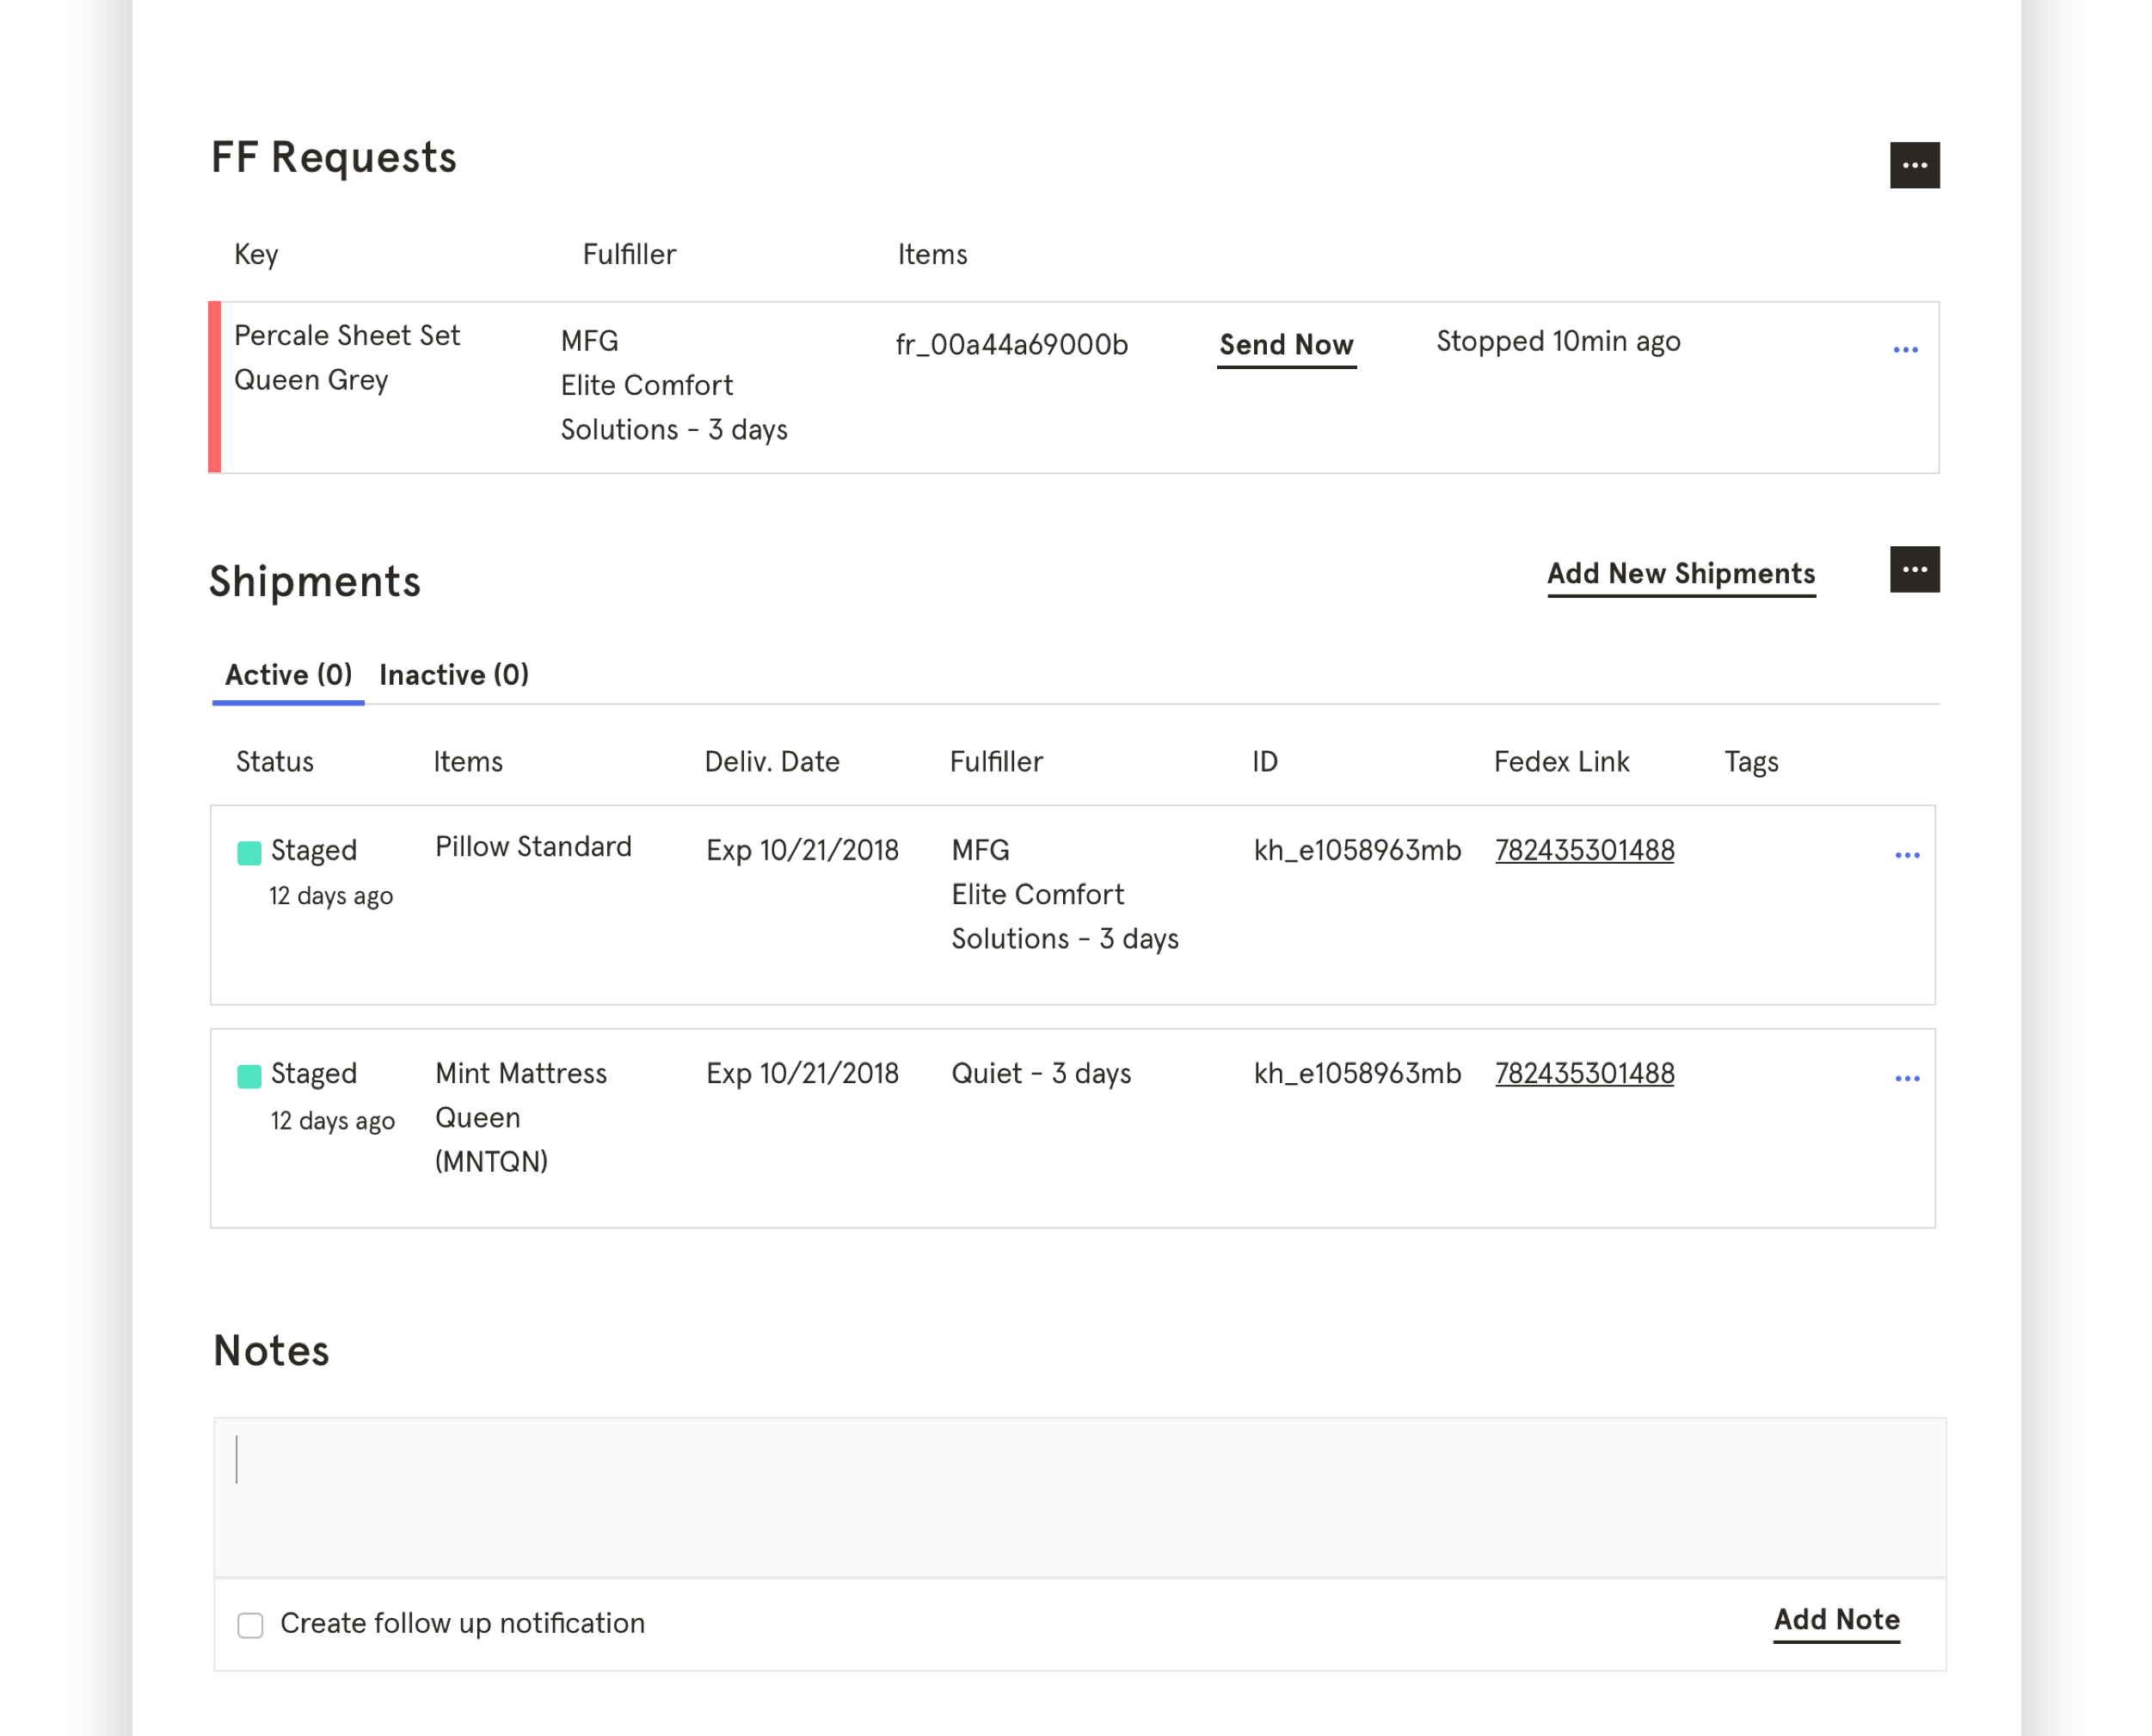 FF Requests
Key Fulfiller Items
Percale Sheet Set
Queen Grey
MFG
Elite Comfort
Solutions - 3 days
fr_00a44a69000b
Send Now
Stopped 10min ago
Shipments
Add New Shipments
Active (0) Inactive (0)
Status Items Deliv. Date Fulfiller ID Fedex Link Tags
Staged
12 days ago
Pillow Standard
Exp 10/21/2018
MFG
Elite Comfort
Solutions - 3 days
kh_e1058963mb
782435301488
Staged
12 days ago
Mint Mattress
Queen
(MNTQN)
Exp 10/21/2018
Quiet - 3 days
kh_e1058963mb
782435301488
Notes
Create follow up notification
Add Note